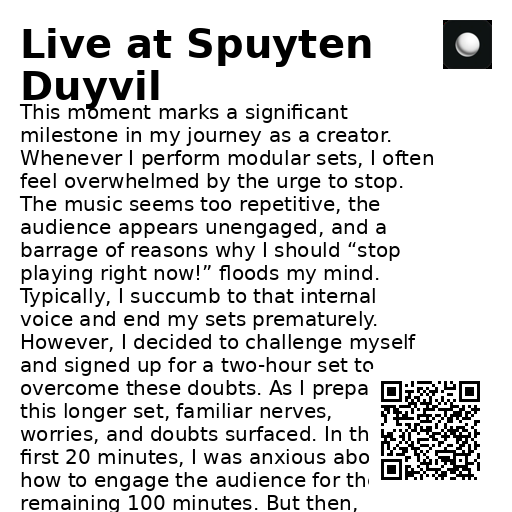 Live at Spuyten
Duyvil
This moment marks a significant
milestone in my journey as a creator.
Whenever I perform modular sets, I often
feel overwhelmed by the urge to stop.
The music seems too repetitive, the
audience appears unengaged, and a
barrage of reasons why I should “stop
playing right now!” floods my mind.
Typically, I succumb to that internal
voice and end my sets prematurely.
However, I decided to challenge myself
and signed up for a two-hour set to
overcome these doubts. As I prepa
this longer set, familiar nerves,
worries, and doubts surfaced. In th
first 20 minutes, I was anxious abo
how to engage the audience for the
remaining 100 minutes. But then,